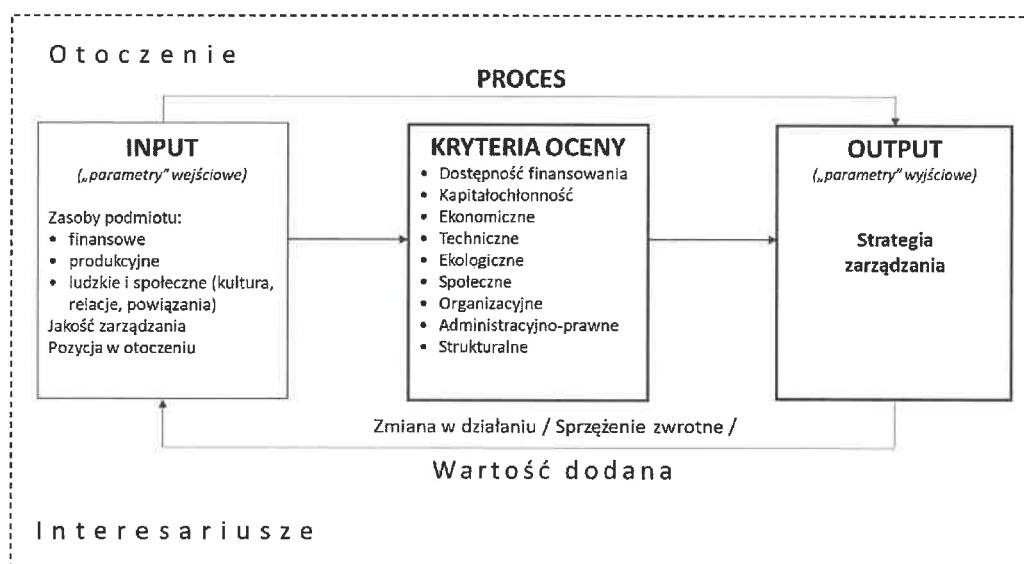 Otoczenie
PROCES
INPUT
(„parametry" wejściowe)
Zasoby podmiotu:
• finansowe
• produkcyjne
• ludzkie i społeczne (kultura,
relacje, powiązania)
Jakość zarządzania
Pozycja w otoczeniu
KRYTERIA OCENY
• Dostępność finansowania
• Kapitałochłonność
• Ekonomiczne
• Techniczne
• Ekologiczne
• Społeczne
• Organizacyjne
• Administracyjno-prawne
• Strukturalne
OUTPUT
(„parametry" wyjściowe)
Strategia
zarządzania
Zmiana w działaniu / Sprzężenie zwrotne /
Wartość dodana
Interesariusze